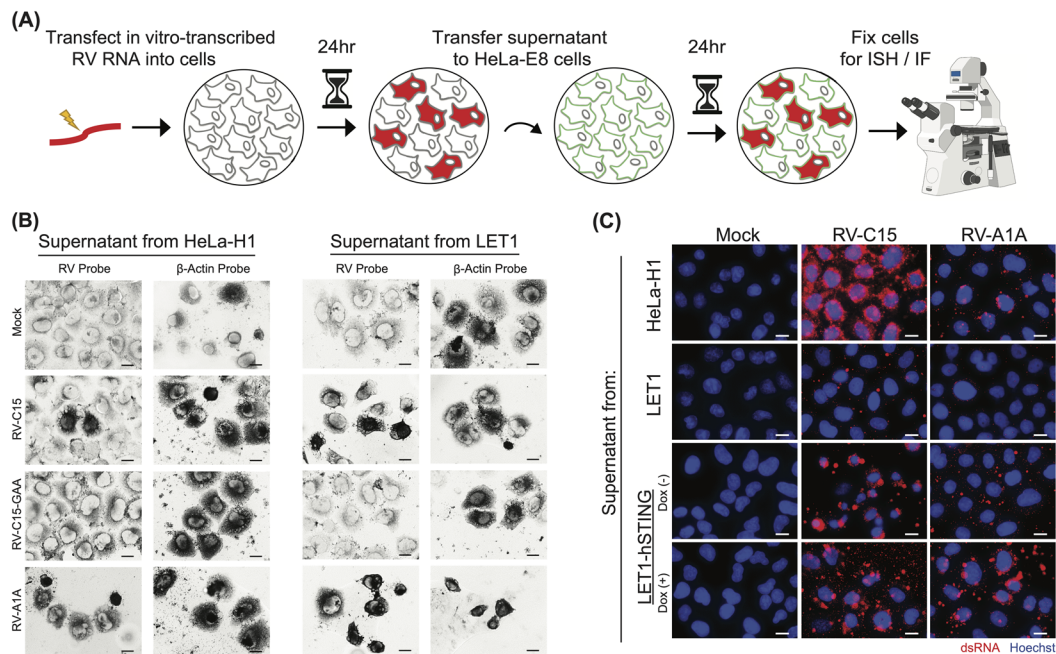 (A)
Transfect in vitro-transcribed
RV RNA into cells
24hr
Transfer supernatant
to HeLa-E8 cells
24hr
Fix cells
for ISH / IF
(B)
Supernatant from HeLa-H1
Supernatant from LET1
RV Probe
β-Actin Probe
RV Probe
β-Actin Probe
Mock
RV-C15
RV-C15-GAA
RV-A1A
(C)
Mock
RV-C15
RV-A1A
Supernatant from:
HeLa-H1
LET1
LET1-hSTING
Dox (-)
Dox (+)
dsRNA Hoechst